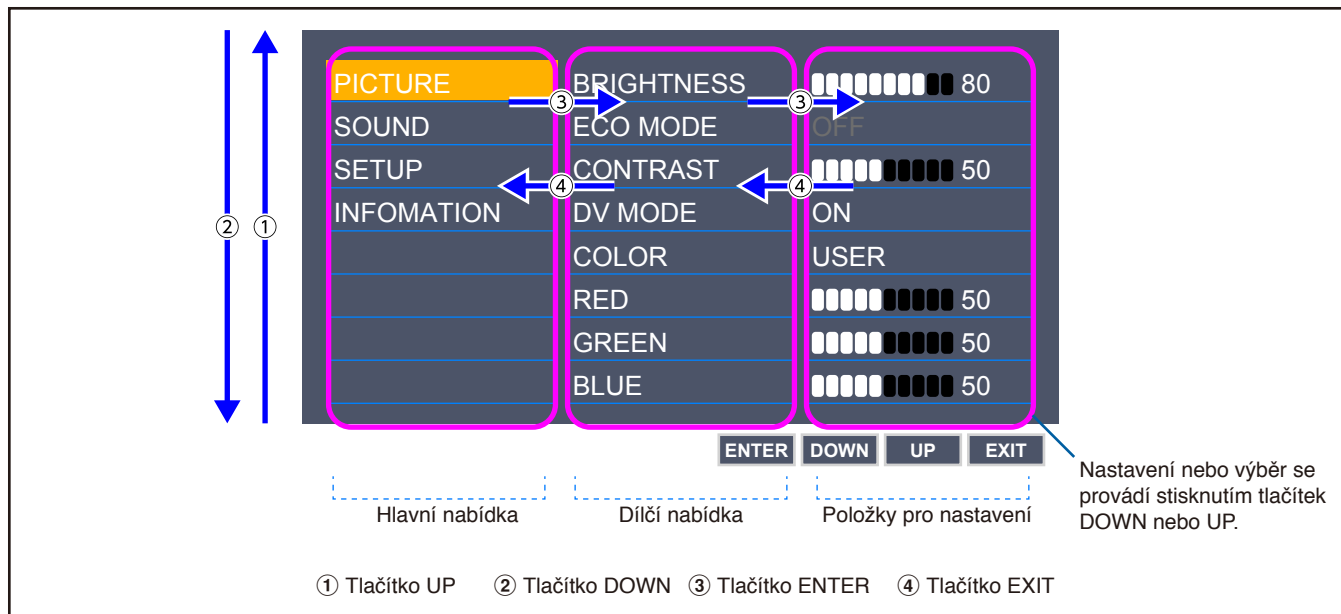 PICTURE BRIGHTNESS 80
③ ③
SOUND ECO MODE OFF
SETUP CONTRAST 50
④ ④
INFOMATION DV MODE ON
② ①
COLOR USER
RED 50
GREEN 50
BLUE 50
ENTER DOWN UP EXIT
Nastavení nebo výběr se
provádí stisknutím tlačítek
DOWN nebo UP.
Hlavní nabídka Dílčí nabídka Položky pro nastavení
① Tlačítko UP ② Tlačítko DOWN ③ Tlačítko ENTER ④ Tlačítko EXIT